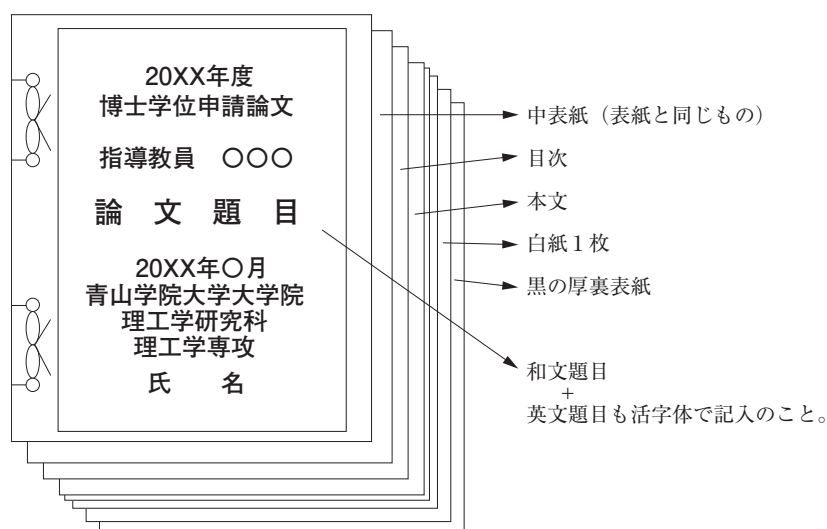 20XX年度
博士学位申請論文
指導教員 〇〇〇
論 文 題 目
20XX年〇月
青山学院大学大学院
理工学研究科
理工学専攻
氏 名
中表紙（表紙と同じもの）
目次
本文
白紙１枚
黒の厚裏表紙
和文題目
+
英文題目も活字体で記入のこと。